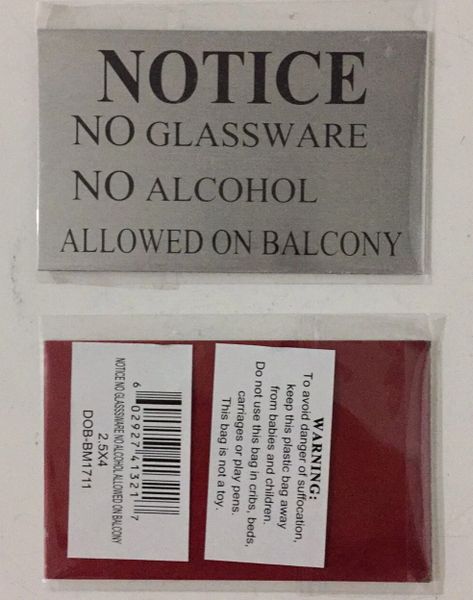 NOTICE
NO GLASSWARE
NO ALCOHOL
ALLOWED ON BALCONY
WARNING:
To avoid danger of suffocation,
keep this plastic bag away
from babies and children.
Do not use this bag in cribs, beds,
carriages or play pens.
This bag is not a toy.
6 02927 41321 7
NOTICE NO GLASSSWARE NO ALCOHOL ALLOWED ON BALCONY
2.5X4
DOB-BM1711